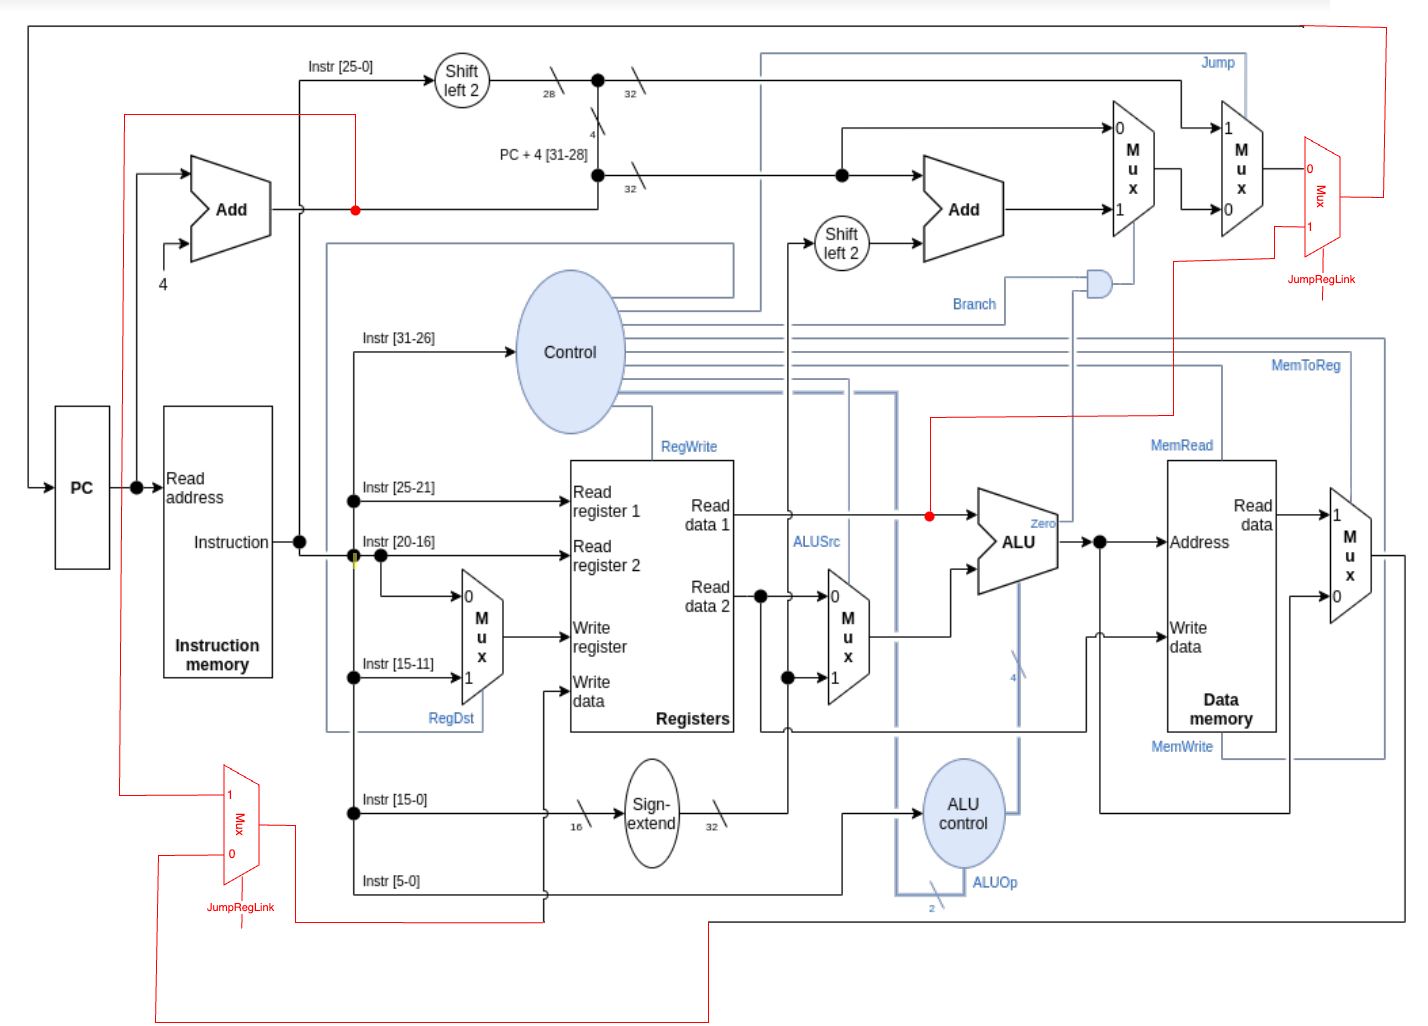 Instr [25-0]
Shift
left 2
28
32
Jump
4
PC + 4 [31-28]
32
0
M
u
x
1
1
M
u
x
0
0
Mux
1
JumpRegLink
Add
4
Add
Shift
left 2
Branch
Instr [31-26]
Control
MemToReg
RegWrite
MemRead
PC
Read
address
Instruction
Instruction
memory
Instr [25-21]
Instr [20-16]
Read
register 1
Read
register 2
Write
register
Write
data
Registers
Read
data 1
Read
data 2
0
M
u
x
1
Instr [15-11]
RegDst
ALUSrc
0
M
u
x
1
Zero
ALU
4
Address
Read
data
Write
data
Data
memory
MemWrite
1
M
u
x
0
1
Mux
0
JumpRegLink
Instr [15-0]
16
Sign-
extend
32
ALU
control
Instr [5-0]
ALUOp
2